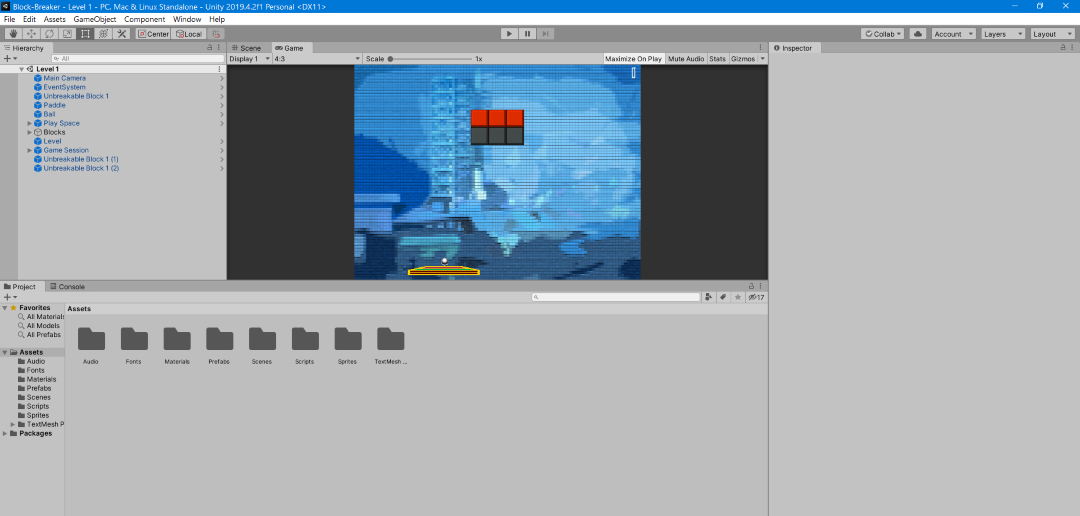 Block-Breaker - Level 1 - PC, Mac & Linux Standalone - Unity 2019.4.2f1 Personal <DX11>
File Edit Assets GameObject Component Window Help
Center Local Collab Account Layers Layout
Hierarchy
All
Level 1
Main Camera
EventSystem
Unbreakable Block 1
Paddle
Ball
Play Space
Blocks
Level
Game Session
Unbreakable Block 1 (1)
Unbreakable Block 1 (2)
Scene Game
Display 1 4:3 Scale 1x Maximize On Play Mute Audio Stats Gizmos
Inspector
Project Console
17
Favorites
All Materials
All Models
All Prefabs
Assets
Audio
Fonts
Materials
Prefabs
Scenes
Scripts
Sprites
TextMesh P
Packages
Assets
Audio Fonts Materials Prefabs Scenes Scripts Sprites TextMesh ...